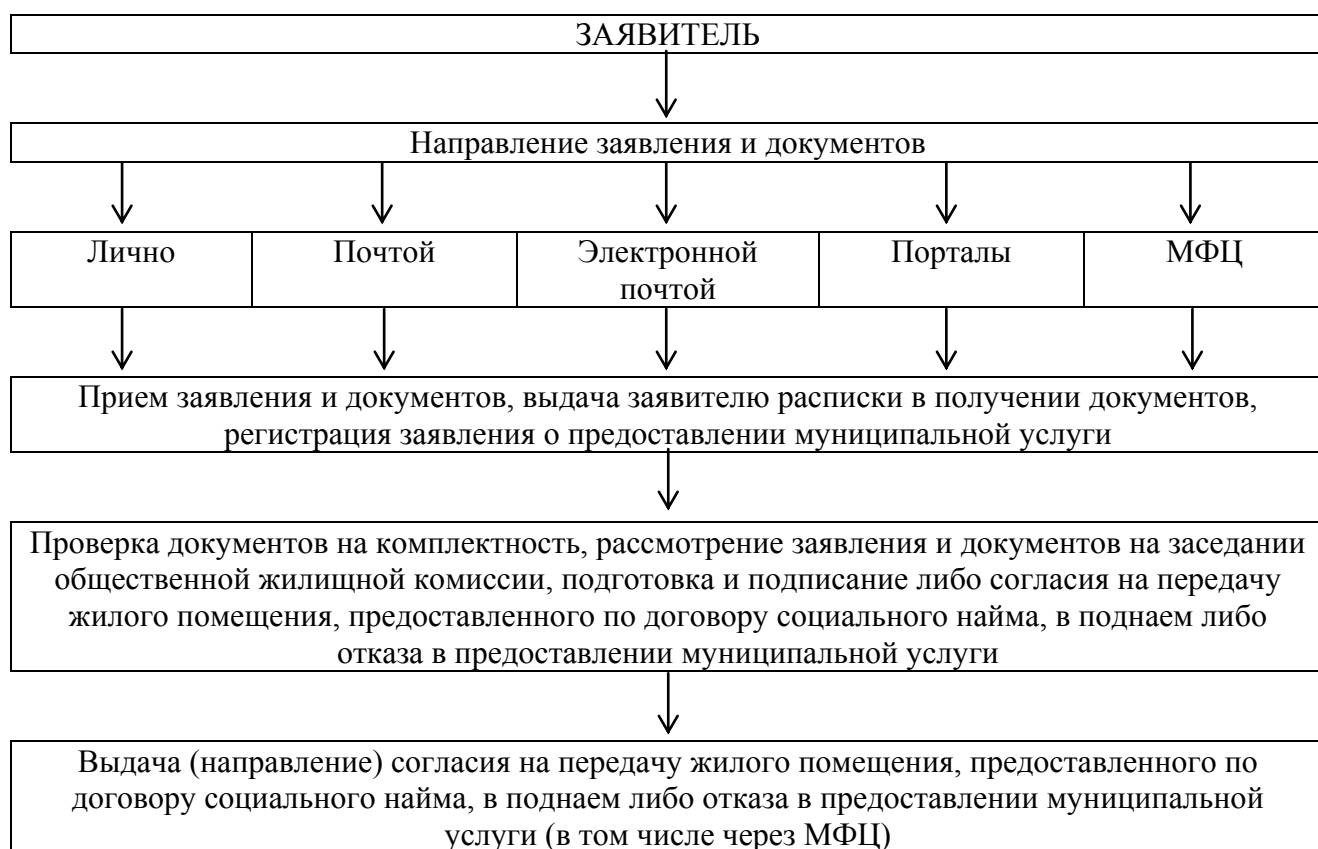 ЗАЯВИТЕЛЬ
Направление заявления и документов
Лично
Почтой
Электронной
почтой
Порталы
МФЦ
Прием заявления и документов, выдача заявителю расписки в получении документов,
регистрация заявления о предоставлении муниципальной услуги
Проверка документов на комплектность, рассмотрение заявления и документов на заседании
общественной жилищной комиссии, подготовка и подписание либо согласия на передачу
жилого помещения, предоставленного по договору социального найма, в поднаем либо
отказа в предоставлении муниципальной услуги
Выдача (направление) согласия на передачу жилого помещения, предоставленного по
договору социального найма, в поднаем либо отказа в предоставлении муниципальной
услуги (в том числе через МФЦ)